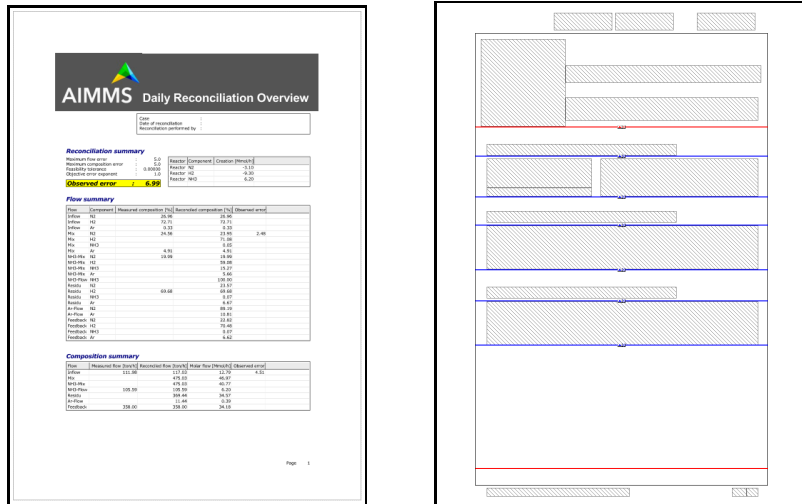 AIMMS Daily Reconciliation Overview
Case :
Date of reconciliation :
Reconciliation performed by :
Reconciliation summary
Maximum flow error : 5.0
Maximum composition error : 5.0
Feasibility tolerance : 0.00000
Objective error exponent : 1.0
Observed error : 6.99
Reactor Component Creation [Mmol/h]
Reactor N2 -3.10
Reactor H2 -9.30
Reactor NH3 6.20
Flow summary
Flow Component Measured composition [%] Reconciled composition [%] Observed error
Inflow N2 26.96 26.96
Inflow H2 72.71 72.71
Inflow Ar 0.33 0.33
Mix N2 24.36 23.95 2.48
Mix H2 71.08
Mix NH3 0.05
Mix Ar 4.91 4.91
NH3-Mix N2 19.99 19.99
NH3-Mix H2 59.08
NH3-Mix NH3 15.27
NH3-Mix Ar 5.66
NH3-Flow NH3 100.00
Residu N2 23.57
Residu H2 69.68 69.68
Residu NH3 0.07
Residu Ar 6.67
Ar-Flow N2 89.19
Ar-Flow Ar 10.81
Feedback N2 22.82
Feedback H2 70.48
Feedback NH3 0.07
Feedback Ar 6.62
Composition summary
Flow Measured flow [ton/h] Reconciled flow [ton/h] Molar flow [Mmol/h] Observed error
Inflow 111.98 117.03 12.79 4.51
Mix 475.03 46.97
NH3-Mix 475.03 40.77
NH3-Flow 105.59 105.59 6.20
Residu 369.44 34.57
Ar-Flow 11.44 0.39
Feedback 358.00 358.00 34.18
Page: 1